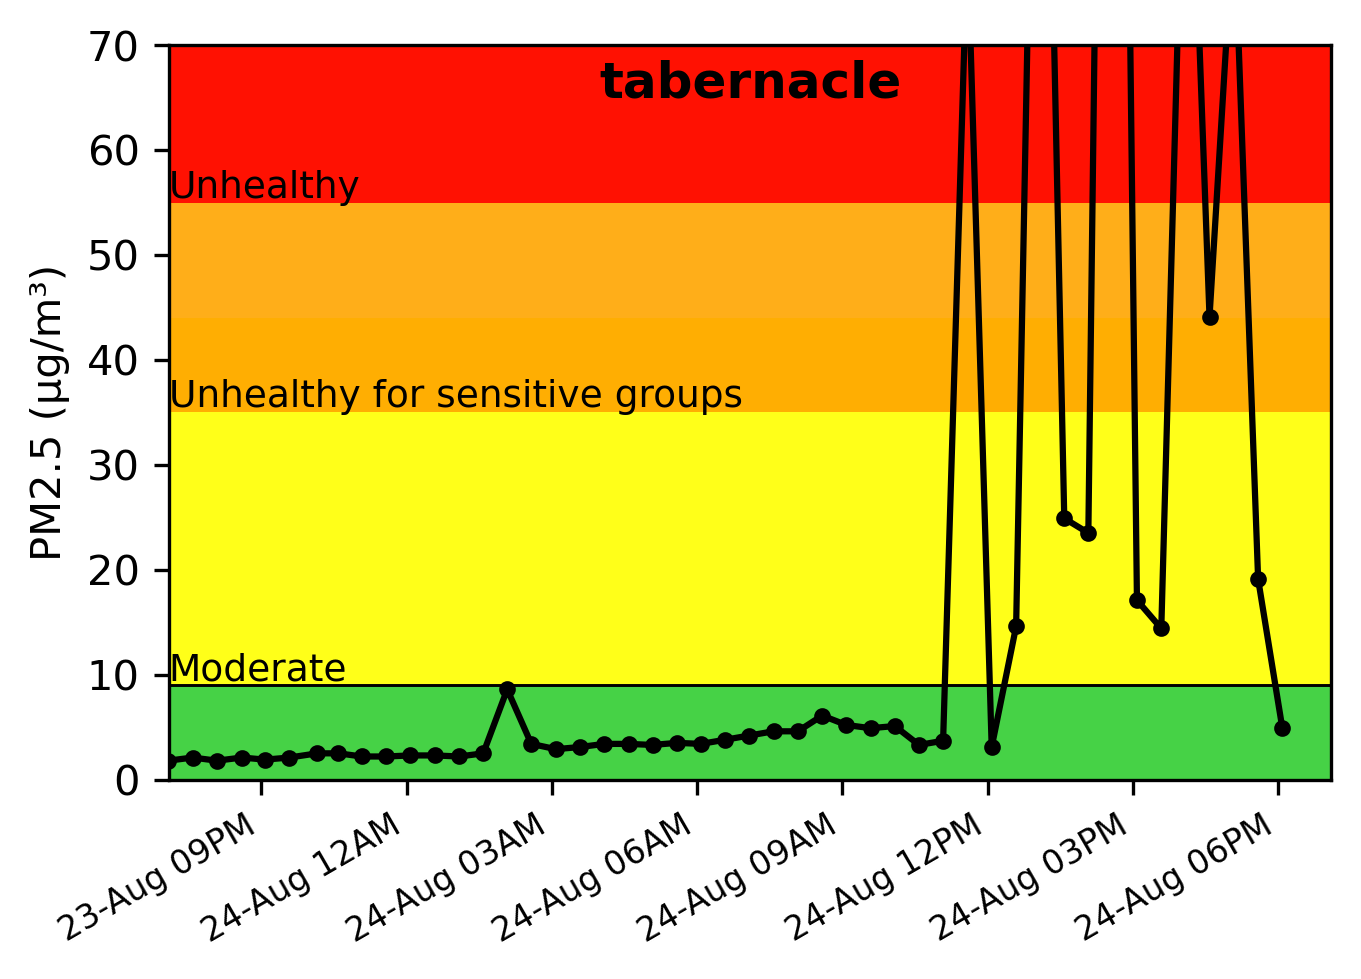 tabernacle
PM2.5 (µg/m³)
70
60
50
40
30
20
10
0
Unhealthy
Unhealthy for sensitive groups
Moderate
23-Aug 09PM
24-Aug 12AM
24-Aug 03AM
24-Aug 06AM
24-Aug 09AM
24-Aug 12PM
24-Aug 03PM
24-Aug 06PM